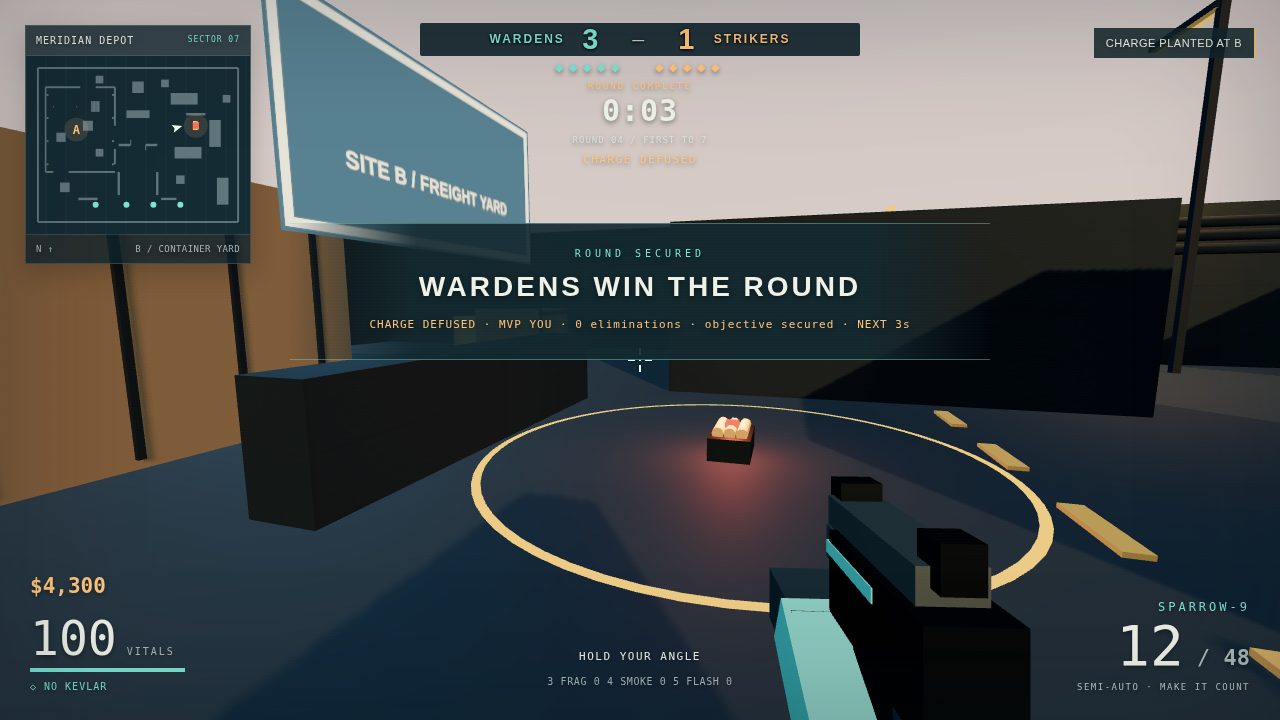 MERIDIAN DEPOT
SECTOR 07
A
B
N ↑
B / CONTAINER YARD
WARDENS 3 — 1 STRIKERS
ROUND COMPLETE
0:03
ROUND 04 / FIRST TO 7
CHARGE DEFUSED
CHARGE PLANTED AT B
SITE B / FREIGHT YARD
ROUND SECURED
WARDENS WIN THE ROUND
CHARGE DEFUSED · MVP YOU · 0 eliminations · objective secured · NEXT 3s
$4,300
100 VITALS
◇ NO KEVLAR
HOLD YOUR ANGLE
3 FRAG 0 4 SMOKE 0 5 FLASH 0
SPARROW-9
12 / 48
SEMI-AUTO · MAKE IT COUNT